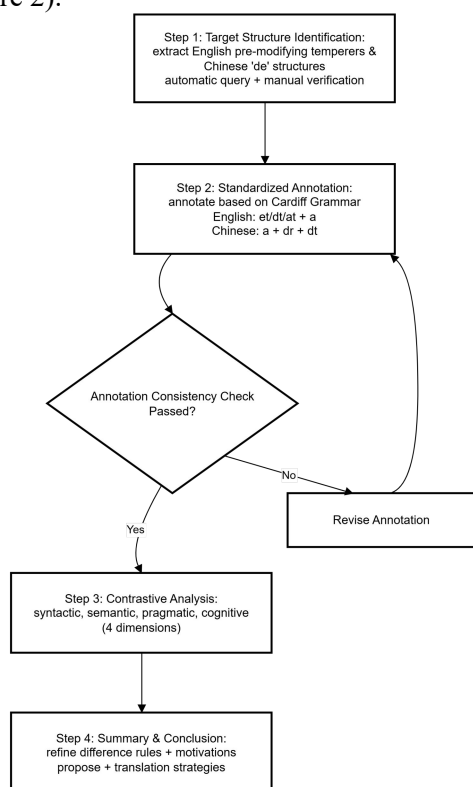 re 2).
Step 1: Target Structure Identification:
extract English pre-modifying temperers &
Chinese 'de' structures
automatic query + manual verification
Step 2: Standardized Annotation:
annotate based on Cardiff Grammar
English: et/dt/at + a
Chinese: a + dr + dt
Annotation Consistency Check
Passed?
No
Revise Annotation
Yes
Step 3: Contrastive Analysis:
syntactic, semantic, pragmatic, cognitive
(4 dimensions)
Step 4: Summary & Conclusion:
refine difference rules + motivations
propose + translation strategies